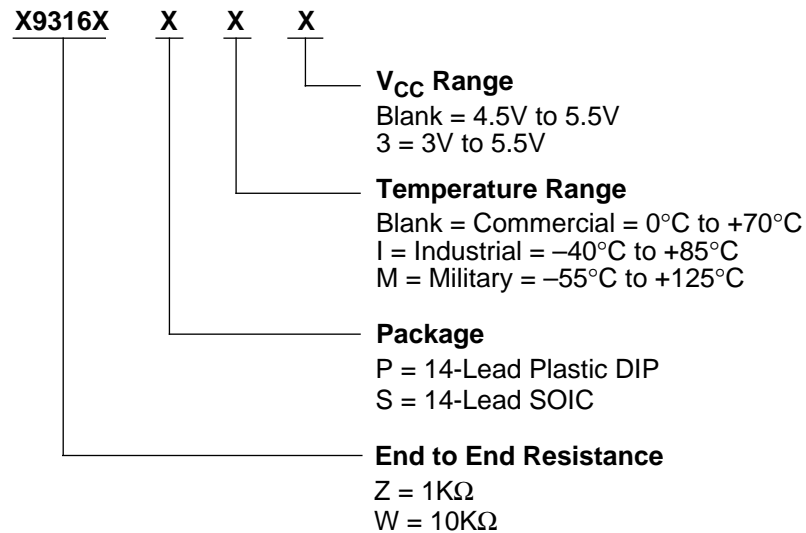 X9316X X X X
V_CC Range
Blank = 4.5V to 5.5V
3 = 3V to 5.5V
Temperature Range
Blank = Commercial = 0°C to +70°C
I = Industrial = –40°C to +85°C
M = Military = –55°C to +125°C
Package
P = 14-Lead Plastic DIP
S = 14-Lead SOIC
End to End Resistance
Z = 1KΩ
W = 10KΩ